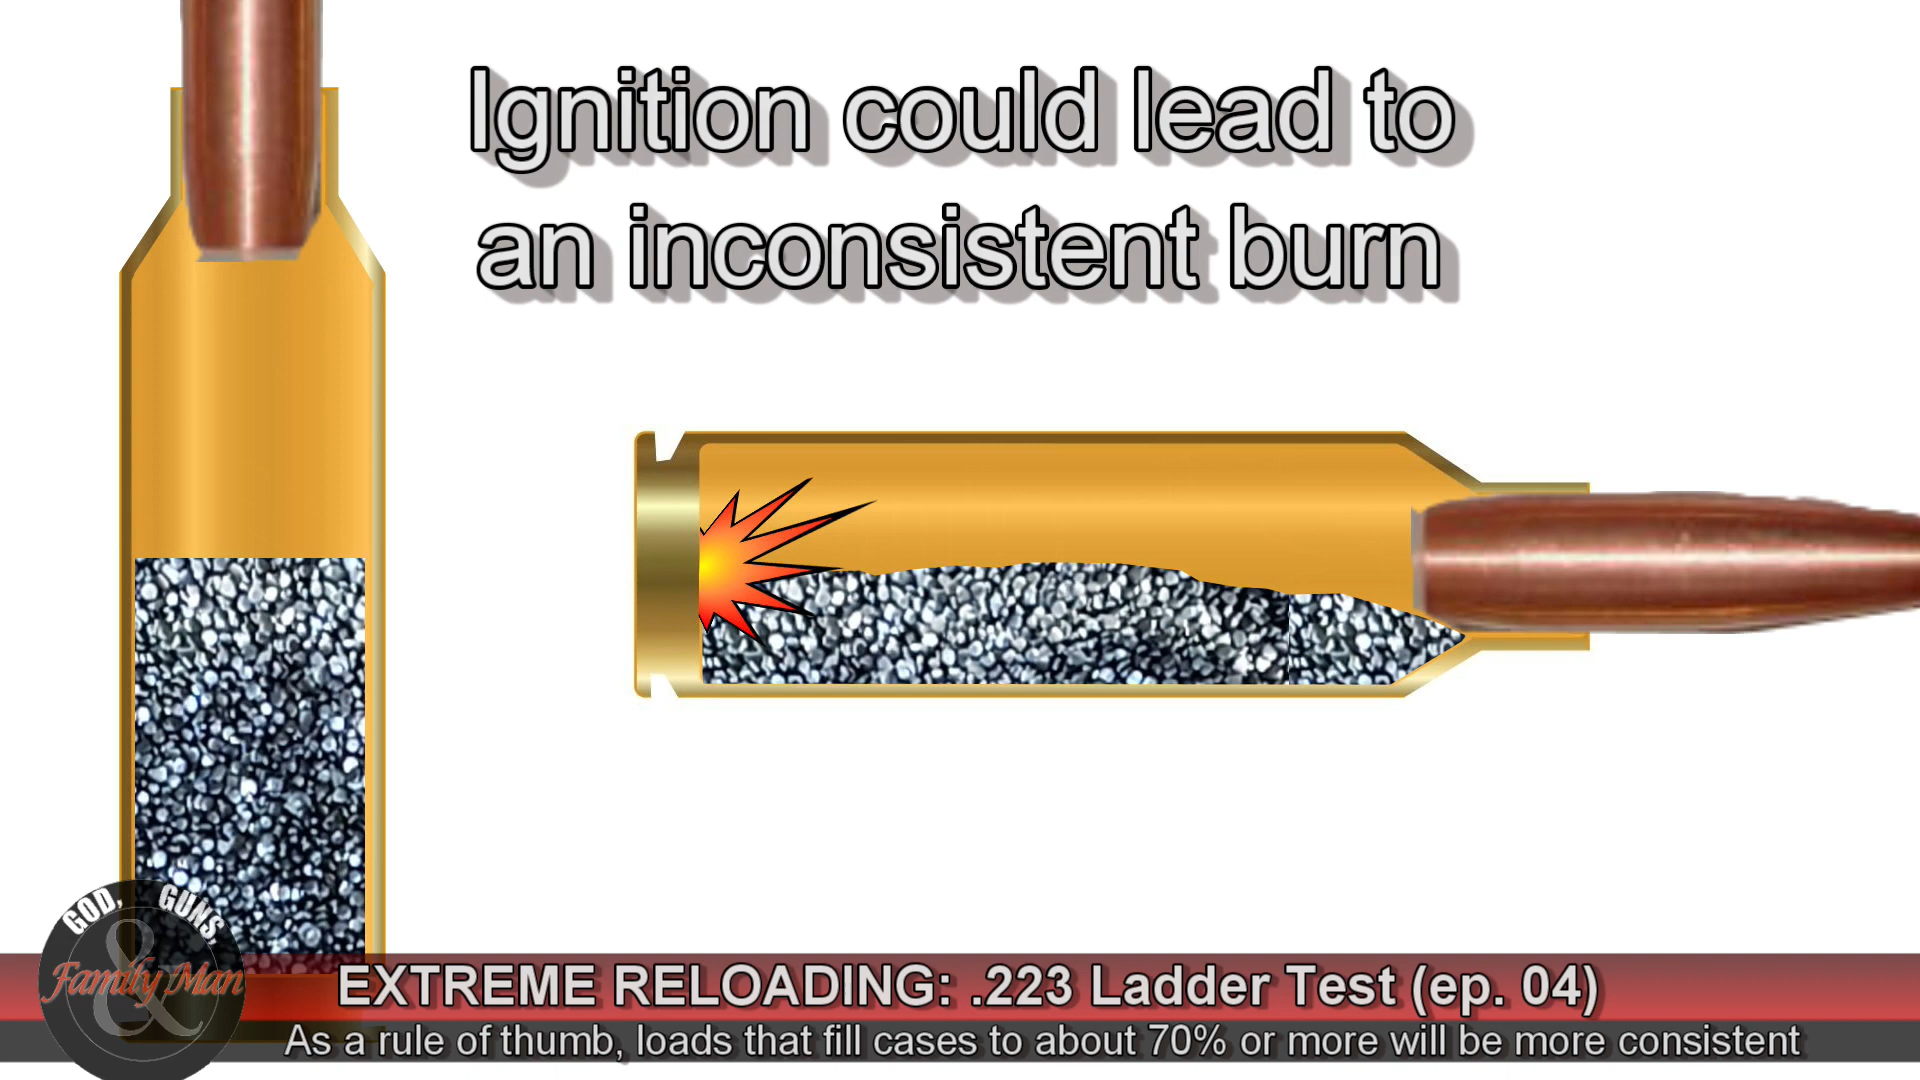 Ignition could lead to
an inconsistent burn
GOD, GUNS,
&
Family Man
EXTREME RELOADING: .223 Ladder Test (ep. 04)
As a rule of thumb, loads that fill cases to about 70% or more will be more consistent